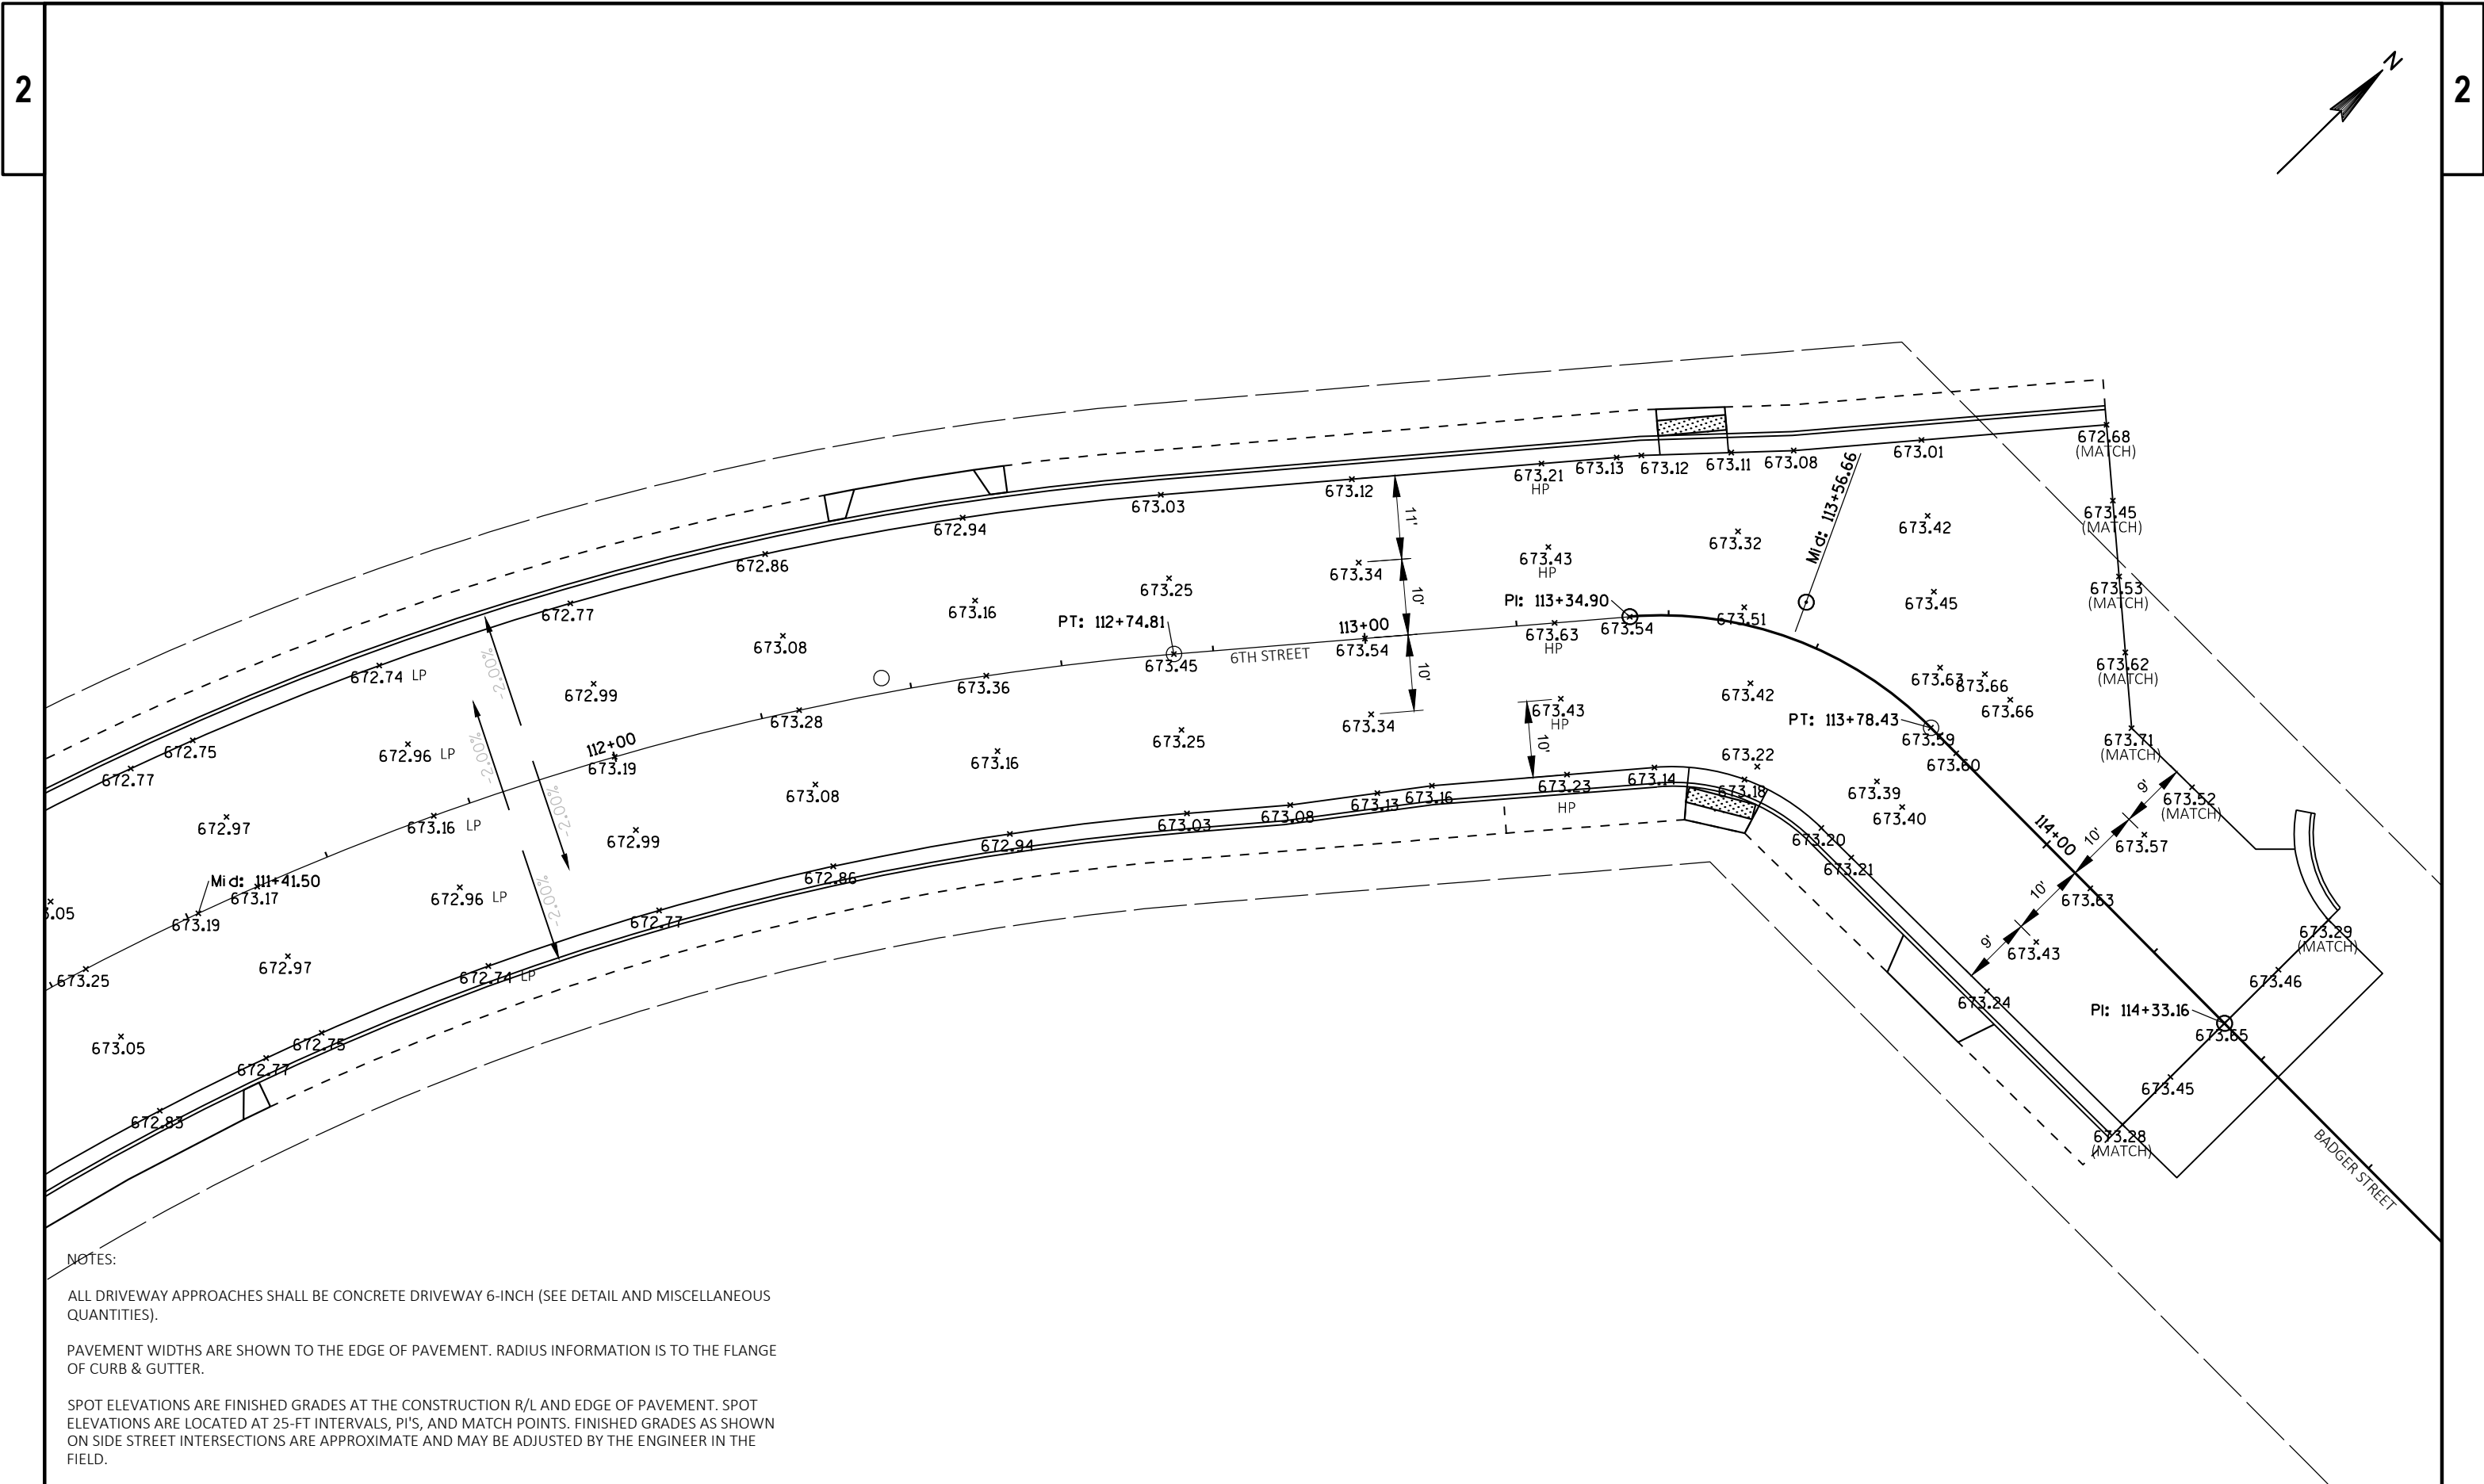 2
2
N
672.68
(MATCH)
673.12
673.21
HP
673.13
673.12
673.11
673.08
673.01
673.03
672.94
672.86
672.77
672.74 LP
672.75
672.77
11'
10'
10'
10'
Mid: 113+56.66
673.45
(MATCH)
673.42
673.32
673.43
HP
673.34
673.25
673.16
673.08
672.99
672.96 LP
672.97
673.05
673.53
(MATCH)
673.45
PI: 113+34.90
673.54
673.51
673.63
HP
113+00
673.54
6TH STREET
PT: 112+74.81
673.45
673.36
673.28
112+00
673.19
673.16 LP
673.17
Mid: 111+41.50
673.19
673.25
673.62
(MATCH)
673.63
673.66
673.66
673.42
673.43
HP
673.34
673.25
673.16
673.08
672.99
672.96 LP
672.97
673.05
-2.00%
-2.00%
-2.00%
-2.00%
PT: 113+78.43
673.59
673.60
673.71
(MATCH)
673.52
(MATCH)
673.57
673.22
673.18
673.39
673.40
673.14
673.23
HP
673.16
673.13
673.08
673.03
672.94
672.86
672.77
672.74 LP
672.75
672.77
672.83
673.20
673.21
114+00
9'
10'
10'
9'
673.63
673.43
673.24
673.29
(MATCH)
673.46
PI: 114+33.16
673.65
673.45
673.28
(MATCH)
BADGER STREET
NOTES:
ALL DRIVEWAY APPROACHES SHALL BE CONCRETE DRIVEWAY 6-INCH (SEE DETAIL AND MISCELLANEOUS
QUANTITIES).
PAVEMENT WIDTHS ARE SHOWN TO THE EDGE OF PAVEMENT. RADIUS INFORMATION IS TO THE FLANGE
OF CURB & GUTTER.
SPOT ELEVATIONS ARE FINISHED GRADES AT THE CONSTRUCTION R/L AND EDGE OF PAVEMENT. SPOT
ELEVATIONS ARE LOCATED AT 25-FT INTERVALS, PI'S, AND MATCH POINTS. FINISHED GRADES AS SHOWN
ON SIDE STREET INTERSECTIONS ARE APPROXIMATE AND MAY BE ADJUSTED BY THE ENGINEER IN THE
FIELD.